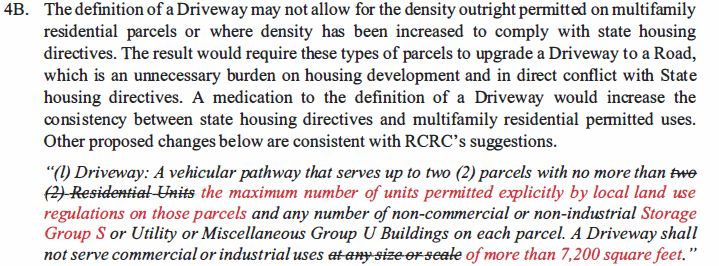 4B. The definition of a Driveway may not allow for the density outright permitted on multifamily
residential parcels or where density has been increased to comply with state housing
directives. The result would require these types of parcels to upgrade a Driveway to a Road,
which is an unnecessary burden on housing development and in direct conflict with State
housing directives. A medication to the definition of a Driveway would increase the
consistency between state housing directives and multifamily residential permitted uses.
Other proposed changes below are consistent with RCRC's suggestions.
"(l) Driveway: A vehicular pathway that serves up to two (2) parcels with no more than two
(2) Residential Units the maximum number of units permitted explicitly by local land use
regulations on those parcels and any number of non-commercial or non-industrial Storage
Group S or Utility or Miscellaneous Group U Buildings on each parcel. A Driveway shall
not serve commercial or industrial uses at any size or scale of more than 7,200 square feet."